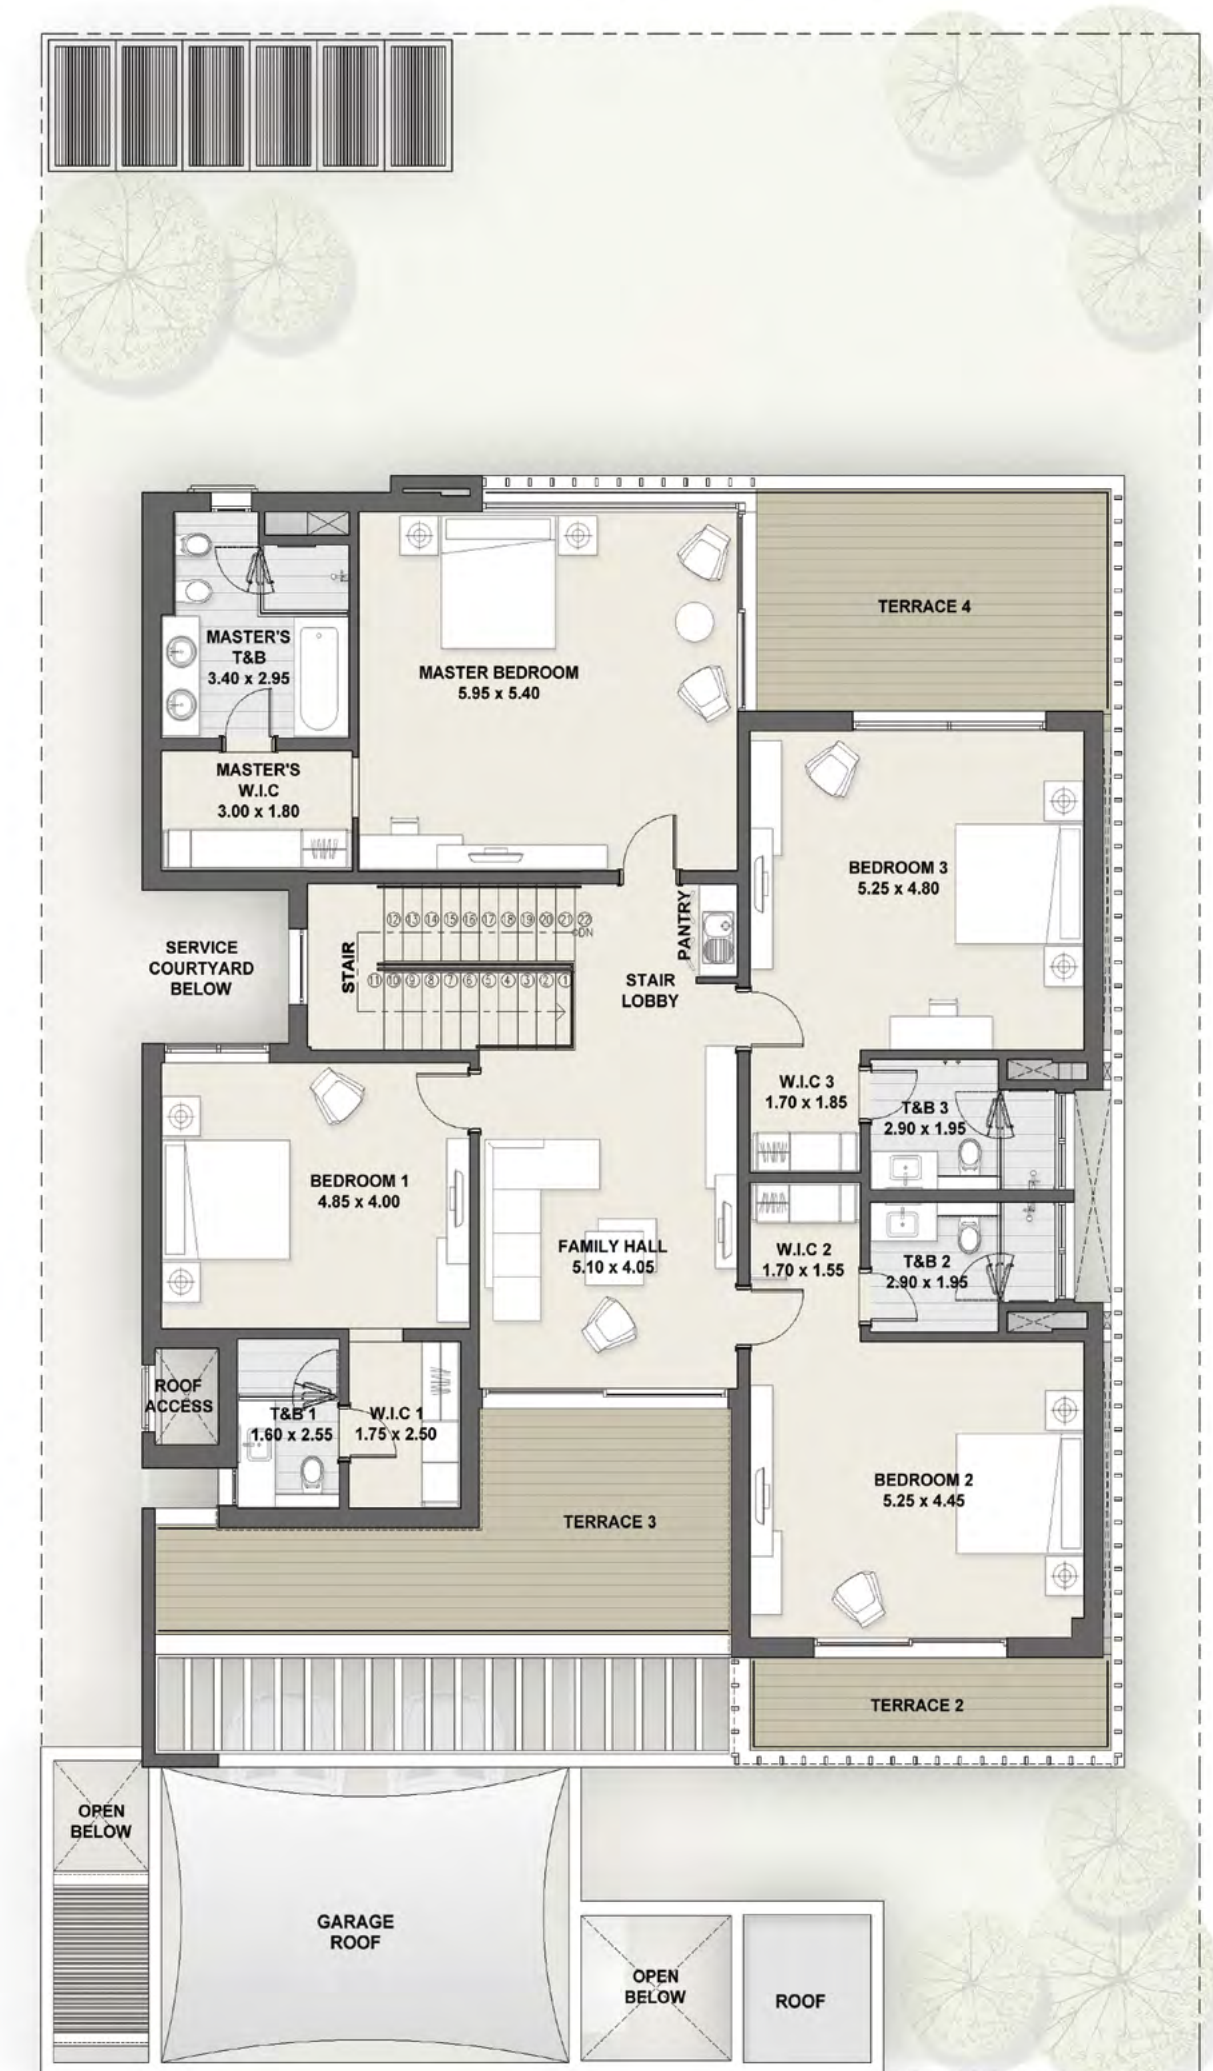 TERRACE 4
MASTER'S
T&B
3.40 x 2.95
MASTER BEDROOM
5.95 x 5.40
MASTER'S
W.I.C
3.00 x 1.80
BEDROOM 3
5.25 x 4.80
SERVICE
COURTYARD
BELOW
STAIR
12 13 14 15 16 17 18 19 20 21 22
DN
11 10 9 8 7 6 5 4 3 2 1
PANTRY
STAIR
LOBBY
W.I.C 3
1.70 x 1.85
T&B 3
2.90 x 1.95
BEDROOM 1
4.85 x 4.00
FAMILY HALL
5.10 x 4.05
W.I.C 2
1.70 x 1.55
T&B 2
2.90 x 1.95
ROOF
ACCESS
T&B 1
1.60 x 2.55
W.I.C 1
1.75 x 2.50
BEDROOM 2
5.25 x 4.45
TERRACE 3
TERRACE 2
OPEN
BELOW
GARAGE
ROOF
OPEN
BELOW
ROOF